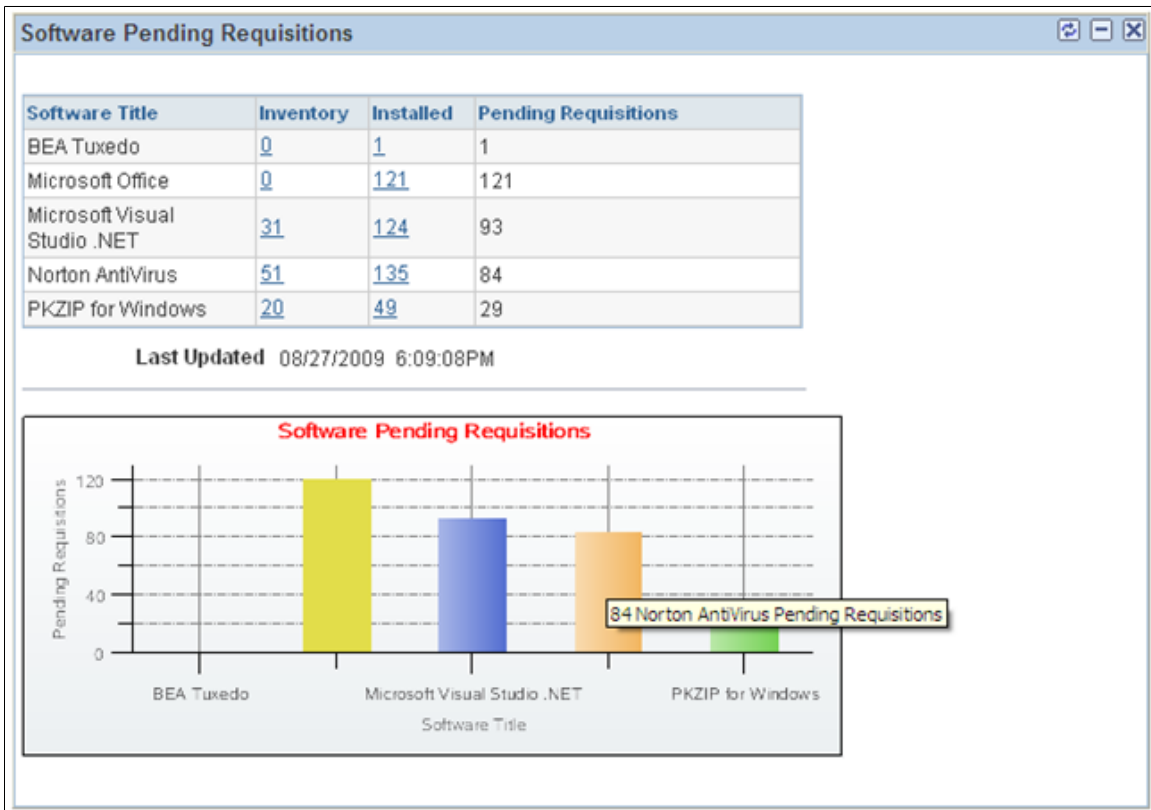 Software Pending Requisitions
Software Title Inventory Installed Pending Requisitions
BEA Tuxedo 0 1 1
Microsoft Office 0 121 121
Microsoft Visual
Studio .NET 31 124 93
Norton AntiVirus 51 135 84
PKZIP for Windows 20 49 29
Last Updated 08/27/2009 6:09:08PM
Software Pending Requisitions
Pending Requisitions
120
80
40
0
84 Norton AntiVirus Pending Requisitions
BEA Tuxedo Microsoft Visual Studio .NET PKZIP for Windows
Software Title